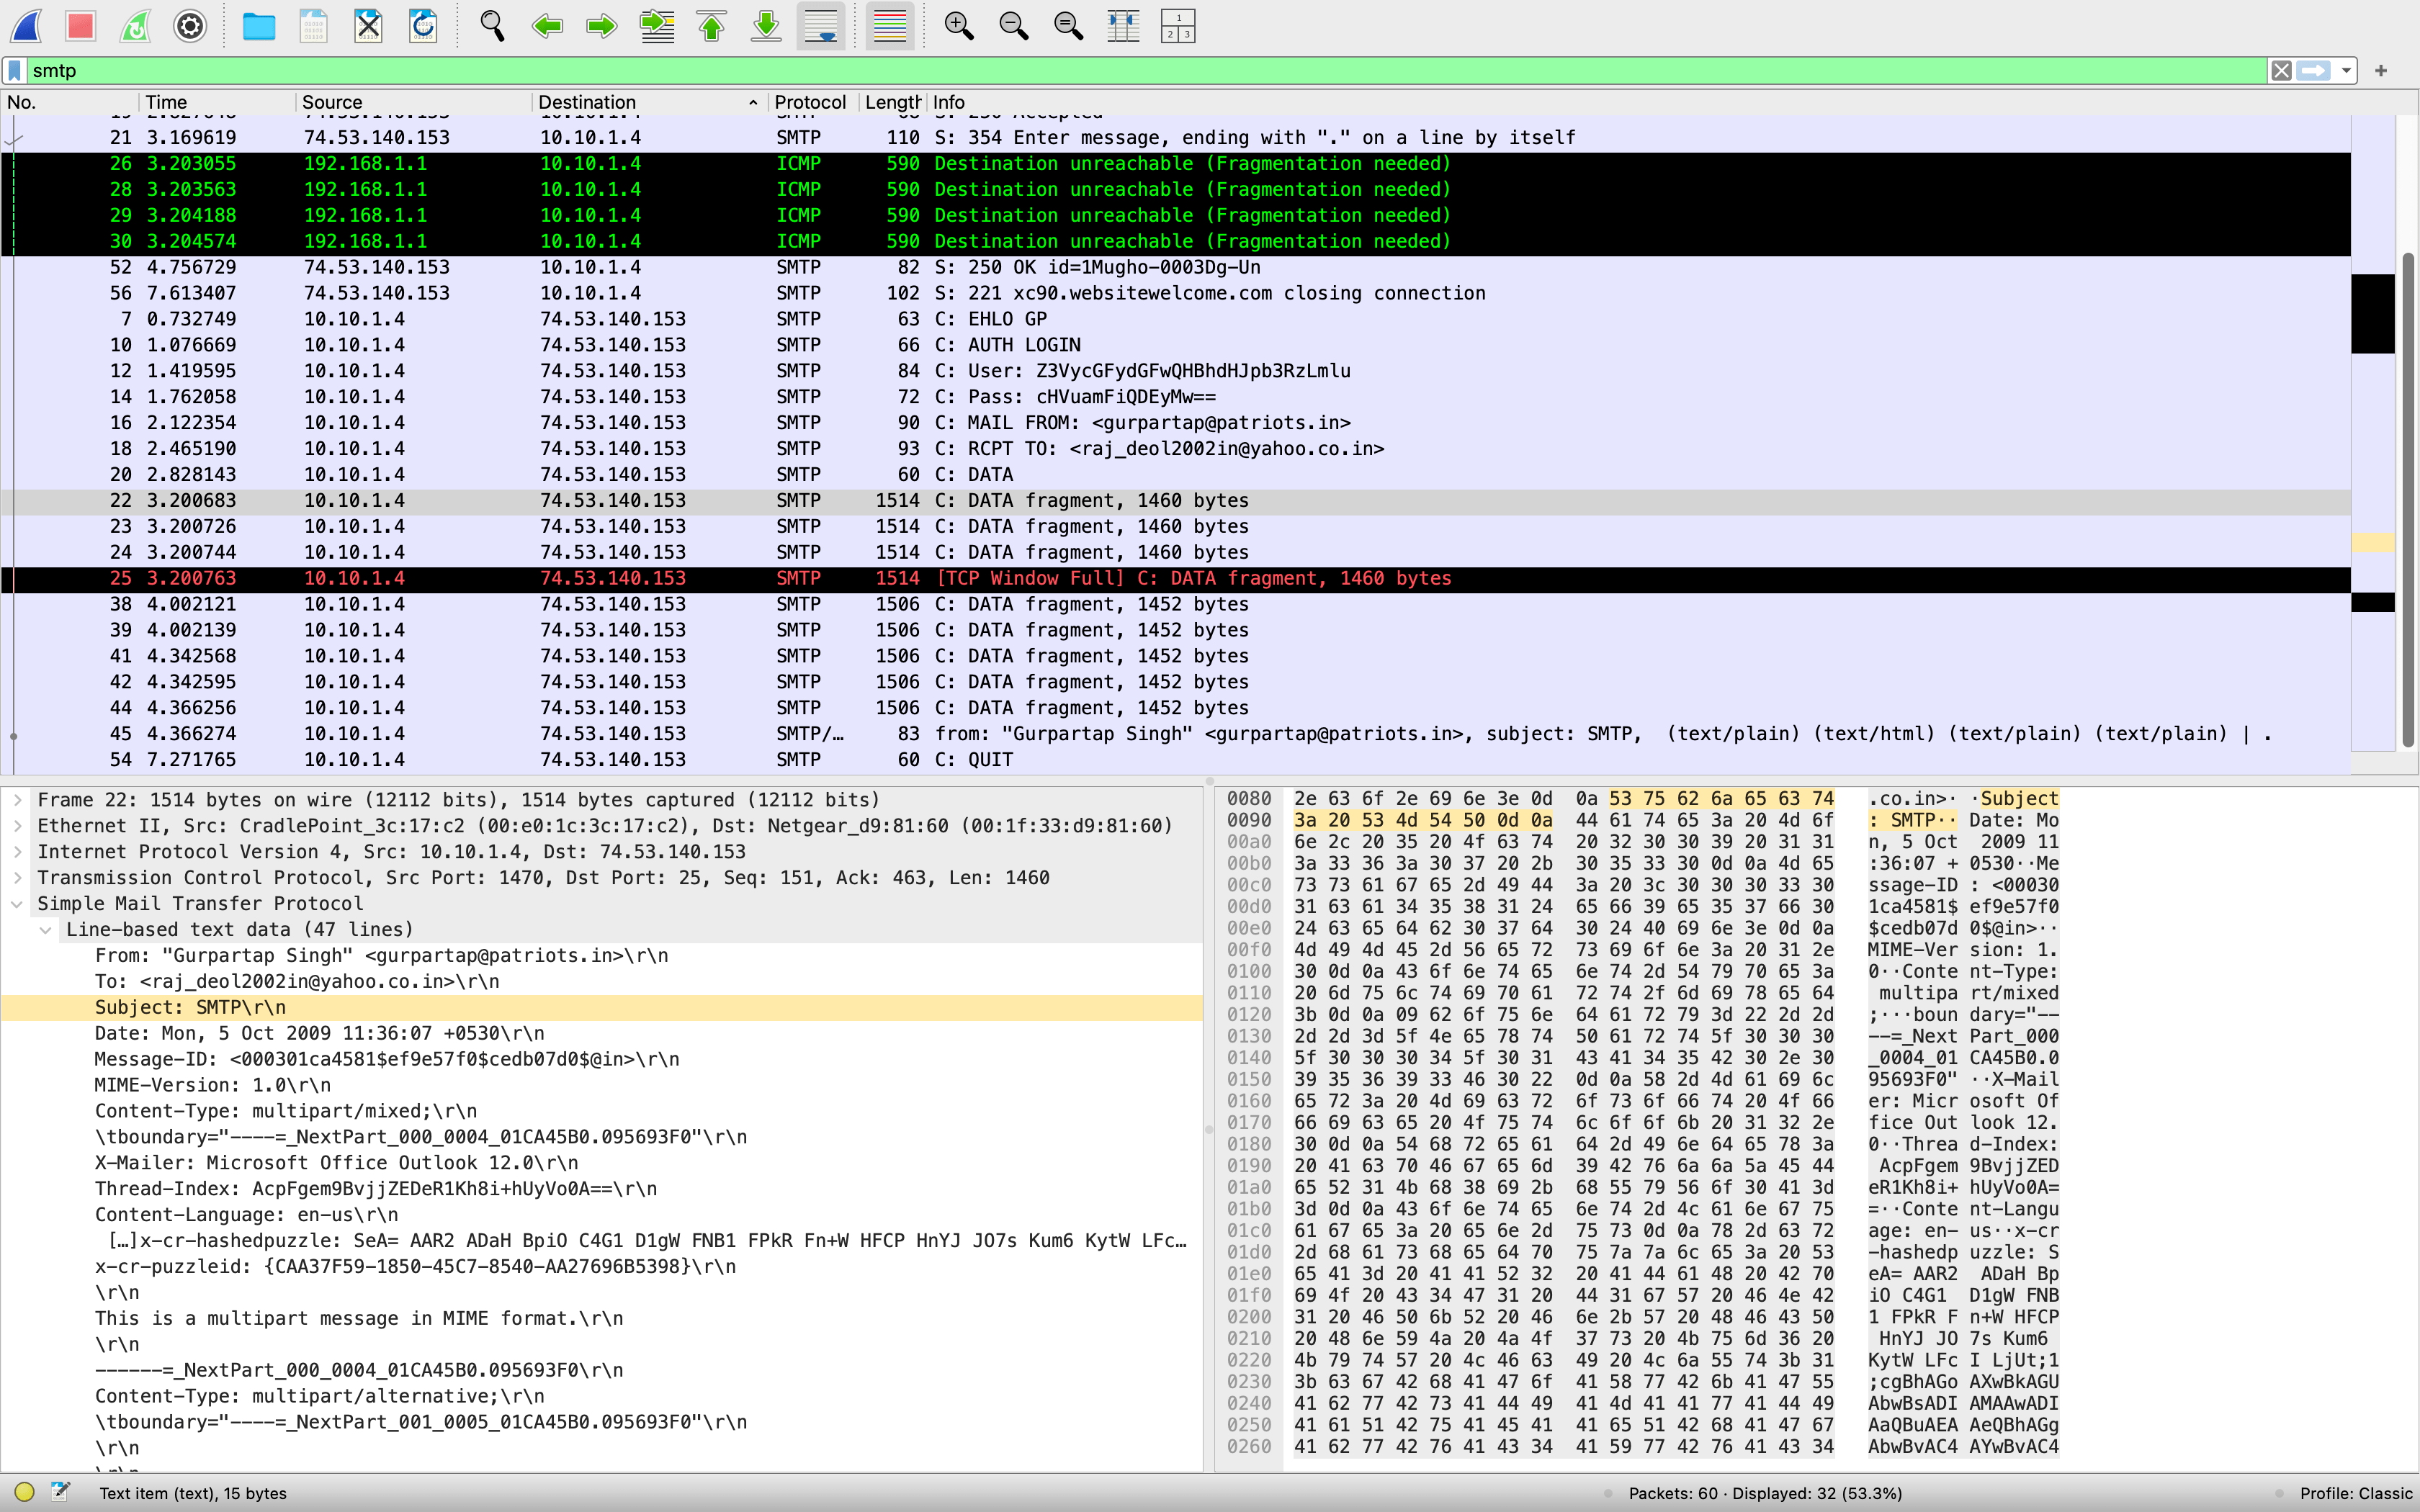 smtp
No. Time Source Destination Protocol Length Info
21 3.169619 74.53.140.153 10.10.1.4 SMTP 110 S: 354 Enter message, ending with "." on a line by itself
26 3.203055 192.168.1.1 10.10.1.4 ICMP 590 Destination unreachable (Fragmentation needed)
28 3.203563 192.168.1.1 10.10.1.4 ICMP 590 Destination unreachable (Fragmentation needed)
29 3.204188 192.168.1.1 10.10.1.4 ICMP 590 Destination unreachable (Fragmentation needed)
30 3.204574 192.168.1.1 10.10.1.4 ICMP 590 Destination unreachable (Fragmentation needed)
52 4.756729 74.53.140.153 10.10.1.4 SMTP 82 S: 250 OK id=1Mugho-0003Dg-Un
56 7.613407 74.53.140.153 10.10.1.4 SMTP 102 S: 221 xc90.websitewelcome.com closing connection
7 0.732749 10.10.1.4 74.53.140.153 SMTP 63 C: EHLO GP
10 1.076669 10.10.1.4 74.53.140.153 SMTP 66 C: AUTH LOGIN
12 1.419595 10.10.1.4 74.53.140.153 SMTP 84 C: User: Z3VycGFydGFwQHBhdHJpb3RzLmlu
14 1.762058 10.10.1.4 74.53.140.153 SMTP 72 C: Pass: cHVuamFiQDEyMw==
16 2.122354 10.10.1.4 74.53.140.153 SMTP 90 C: MAIL FROM: <gurpartap@patriots.in>
18 2.465190 10.10.1.4 74.53.140.153 SMTP 93 C: RCPT TO: <raj_deol2002in@yahoo.co.in>
20 2.828143 10.10.1.4 74.53.140.153 SMTP 60 C: DATA
22 3.200683 10.10.1.4 74.53.140.153 SMTP 1514 C: DATA fragment, 1460 bytes
23 3.200726 10.10.1.4 74.53.140.153 SMTP 1514 C: DATA fragment, 1460 bytes
24 3.200744 10.10.1.4 74.53.140.153 SMTP 1514 C: DATA fragment, 1460 bytes
25 3.200763 10.10.1.4 74.53.140.153 SMTP 1514 [TCP Window Full] C: DATA fragment, 1460 bytes
38 4.002121 10.10.1.4 74.53.140.153 SMTP 1506 C: DATA fragment, 1452 bytes
39 4.002139 10.10.1.4 74.53.140.153 SMTP 1506 C: DATA fragment, 1452 bytes
41 4.342568 10.10.1.4 74.53.140.153 SMTP 1506 C: DATA fragment, 1452 bytes
42 4.342595 10.10.1.4 74.53.140.153 SMTP 1506 C: DATA fragment, 1452 bytes
44 4.366256 10.10.1.4 74.53.140.153 SMTP 1506 C: DATA fragment, 1452 bytes
45 4.366274 10.10.1.4 74.53.140.153 SMTP/… 83 from: "Gurpartap Singh" <gurpartap@patriots.in>, subject: SMTP,  (text/plain) (text/html) (text/plain) (text/plain) | .
54 7.271765 10.10.1.4 74.53.140.153 SMTP 60 C: QUIT
Frame 22: 1514 bytes on wire (12112 bits), 1514 bytes captured (12112 bits)
Ethernet II, Src: CradlePoint_3c:17:c2 (00:e0:1c:3c:17:c2), Dst: Netgear_d9:81:60 (00:1f:33:d9:81:60)
Internet Protocol Version 4, Src: 10.10.1.4, Dst: 74.53.140.153
Transmission Control Protocol, Src Port: 1470, Dst Port: 25, Seq: 151, Ack: 463, Len: 1460
Simple Mail Transfer Protocol
Line-based text data (47 lines)
From: "Gurpartap Singh" <gurpartap@patriots.in>\r\n
To: <raj_deol2002in@yahoo.co.in>\r\n
Subject: SMTP\r\n
Date: Mon, 5 Oct 2009 11:36:07 +0530\r\n
Message-ID: <000301ca4581$ef9e57f0$cedb07d0$@in>\r\n
MIME-Version: 1.0\r\n
Content-Type: multipart/mixed;\r\n
\tboundary="----=_NextPart_000_0004_01CA45B0.095693F0"\r\n
X-Mailer: Microsoft Office Outlook 12.0\r\n
Thread-Index: AcpFgem9BvjjZEDeR1Kh8i+hUyVo0A==\r\n
Content-Language: en-us\r\n
[…]x-cr-hashedpuzzle: SeA= AAR2 ADaH BpiO C4G1 D1gW FNB1 FPkR Fn+W HFCP HnYJ JO7s Kum6 KytW LFc…
x-cr-puzzleid: {CAA37F59-1850-45C7-8540-AA27696B5398}\r\n
\r\n
This is a multipart message in MIME format.\r\n
\r\n
------=_NextPart_000_0004_01CA45B0.095693F0\r\n
Content-Type: multipart/alternative;\r\n
\tboundary="----=_NextPart_001_0005_01CA45B0.095693F0"\r\n
\r\n
0080 2e 63 6f 2e 69 6e 3e 0d 0a 53 75 62 6a 65 63 74 .co.in>· ·Subject
0090 3a 20 53 4d 54 50 0d 0a 44 61 74 65 3a 20 4d 6f : SMTP·· Date: Mo
00a0 6e 2c 20 35 20 4f 63 74 20 32 30 30 39 20 31 31 n, 5 Oct  2009 11
00b0 3a 33 36 3a 30 37 20 2b 30 35 33 30 0d 0a 4d 65 :36:07 + 0530··Me
00c0 73 73 61 67 65 2d 49 44 3a 20 3c 30 30 30 33 30 ssage-ID : <00030
00d0 31 63 61 34 35 38 31 24 65 66 39 65 35 37 66 30 1ca4581$ ef9e57f0
00e0 24 63 65 64 62 30 37 64 30 24 40 69 6e 3e 0d 0a $cedb07d 0$@in>··
00f0 4d 49 4d 45 2d 56 65 72 73 69 6f 6e 3a 20 31 2e MIME-Ver sion: 1.
0100 30 0d 0a 43 6f 6e 74 65 6e 74 2d 54 79 70 65 3a 0··Conte nt-Type:
0110 20 6d 75 6c 74 69 70 61 72 74 2f 6d 69 78 65 64 multipa rt/mixed
0120 3b 0d 0a 09 62 6f 75 6e 64 61 72 79 3d 22 2d 2d ;···boun dary="--
0130 2d 2d 3d 5f 4e 65 78 74 50 61 72 74 5f 30 30 30 --=_Next Part_000
0140 5f 30 30 30 34 5f 30 31 43 41 34 35 42 30 2e 30 _0004_01 CA45B0.0
0150 39 35 36 39 33 46 30 22 0d 0a 58 2d 4d 61 69 6c 95693F0" ··X-Mail
0160 65 72 3a 20 4d 69 63 72 6f 73 6f 66 74 20 4f 66 er: Micr osoft Of
0170 66 69 63 65 20 4f 75 74 6c 6f 6f 6b 20 31 32 2e fice Out look 12.
0180 30 0d 0a 54 68 72 65 61 64 2d 49 6e 64 65 78 3a 0··Threa d-Index:
0190 20 41 63 70 46 67 65 6d 39 42 76 6a 6a 5a 45 44 AcpFgem 9BvjjZED
01a0 65 52 31 4b 68 38 69 2b 68 55 79 56 6f 30 41 3d eR1Kh8i+ hUyVo0A=
01b0 3d 0d 0a 43 6f 6e 74 65 6e 74 2d 4c 61 6e 67 75 =··Conte nt-Langu
01c0 61 67 65 3a 20 65 6e 2d 75 73 0d 0a 78 2d 63 72 age: en- us··x-cr
01d0 2d 68 61 73 68 65 64 70 75 7a 7a 6c 65 3a 20 53 -hashedp uzzle: S
01e0 65 41 3d 20 41 41 52 32 20 41 44 61 48 20 42 70 eA= AAR2  ADaH Bp
01f0 69 4f 20 43 34 47 31 20 44 31 67 57 20 46 4e 42 iO C4G1  D1gW FNB
0200 31 20 46 50 6b 52 20 46 6e 2b 57 20 48 46 43 50 1 FPkR F n+W HFCP
0210 20 48 6e 59 4a 20 4a 4f 37 73 20 4b 75 6d 36 20 HnYJ JO 7s Kum6
0220 4b 79 74 57 20 4c 46 63 49 20 4c 6a 55 74 3b 31 KytW LFc I LjUt;1
0230 3b 63 67 42 68 41 47 6f 41 58 77 42 6b 41 47 55 ;cgBhAGo AXwBkAGU
0240 41 62 77 42 73 41 44 49 41 4d 41 41 77 41 44 49 AbwBsADI AMAAwADI
0250 41 61 51 42 75 41 45 41 41 65 51 42 68 41 47 67 AaQBuAEA AeQBhAGg
0260 41 62 77 42 76 41 43 34 41 59 77 42 76 41 43 34 AbwBvAC4 AYwBvAC4
Text item (text), 15 bytes
Packets: 60 · Displayed: 32 (53.3%)
Profile: Classic